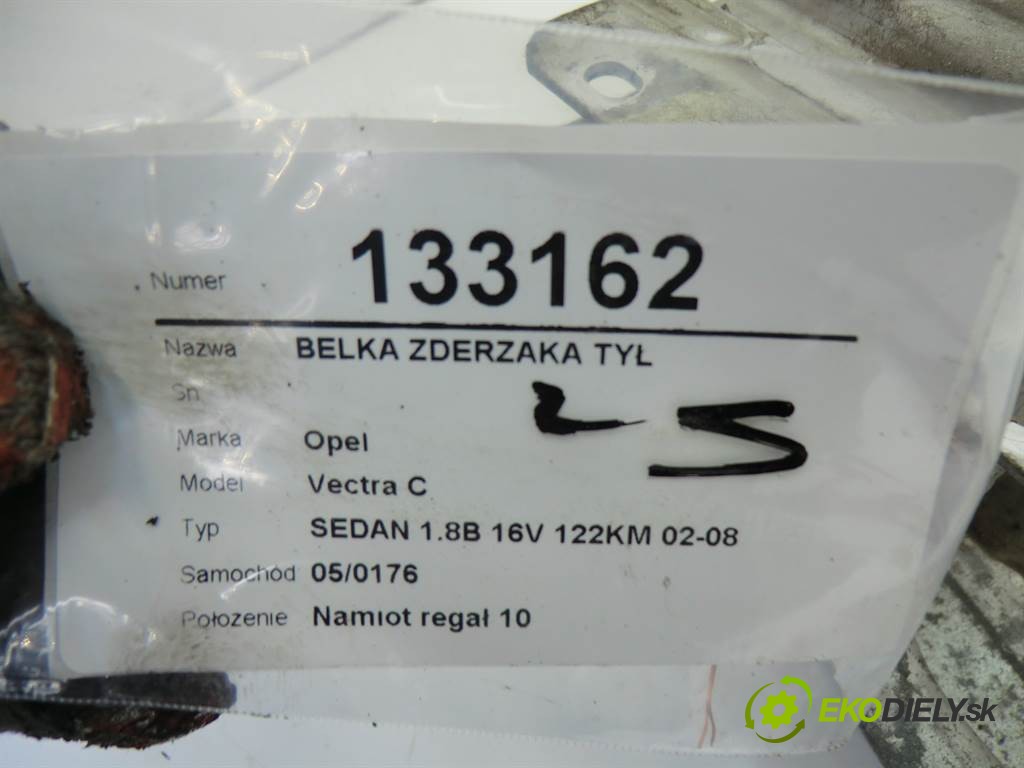 Numer 133162
Nazwa BELKA ZDERZAKA TYŁ
Sn
Marka Opel
Model Vectra C
Typ SEDAN 1.8B 16V 122KM 02-08
Samochód 05/0176
Położenie Namiot regał 10
EKODIELY.sk